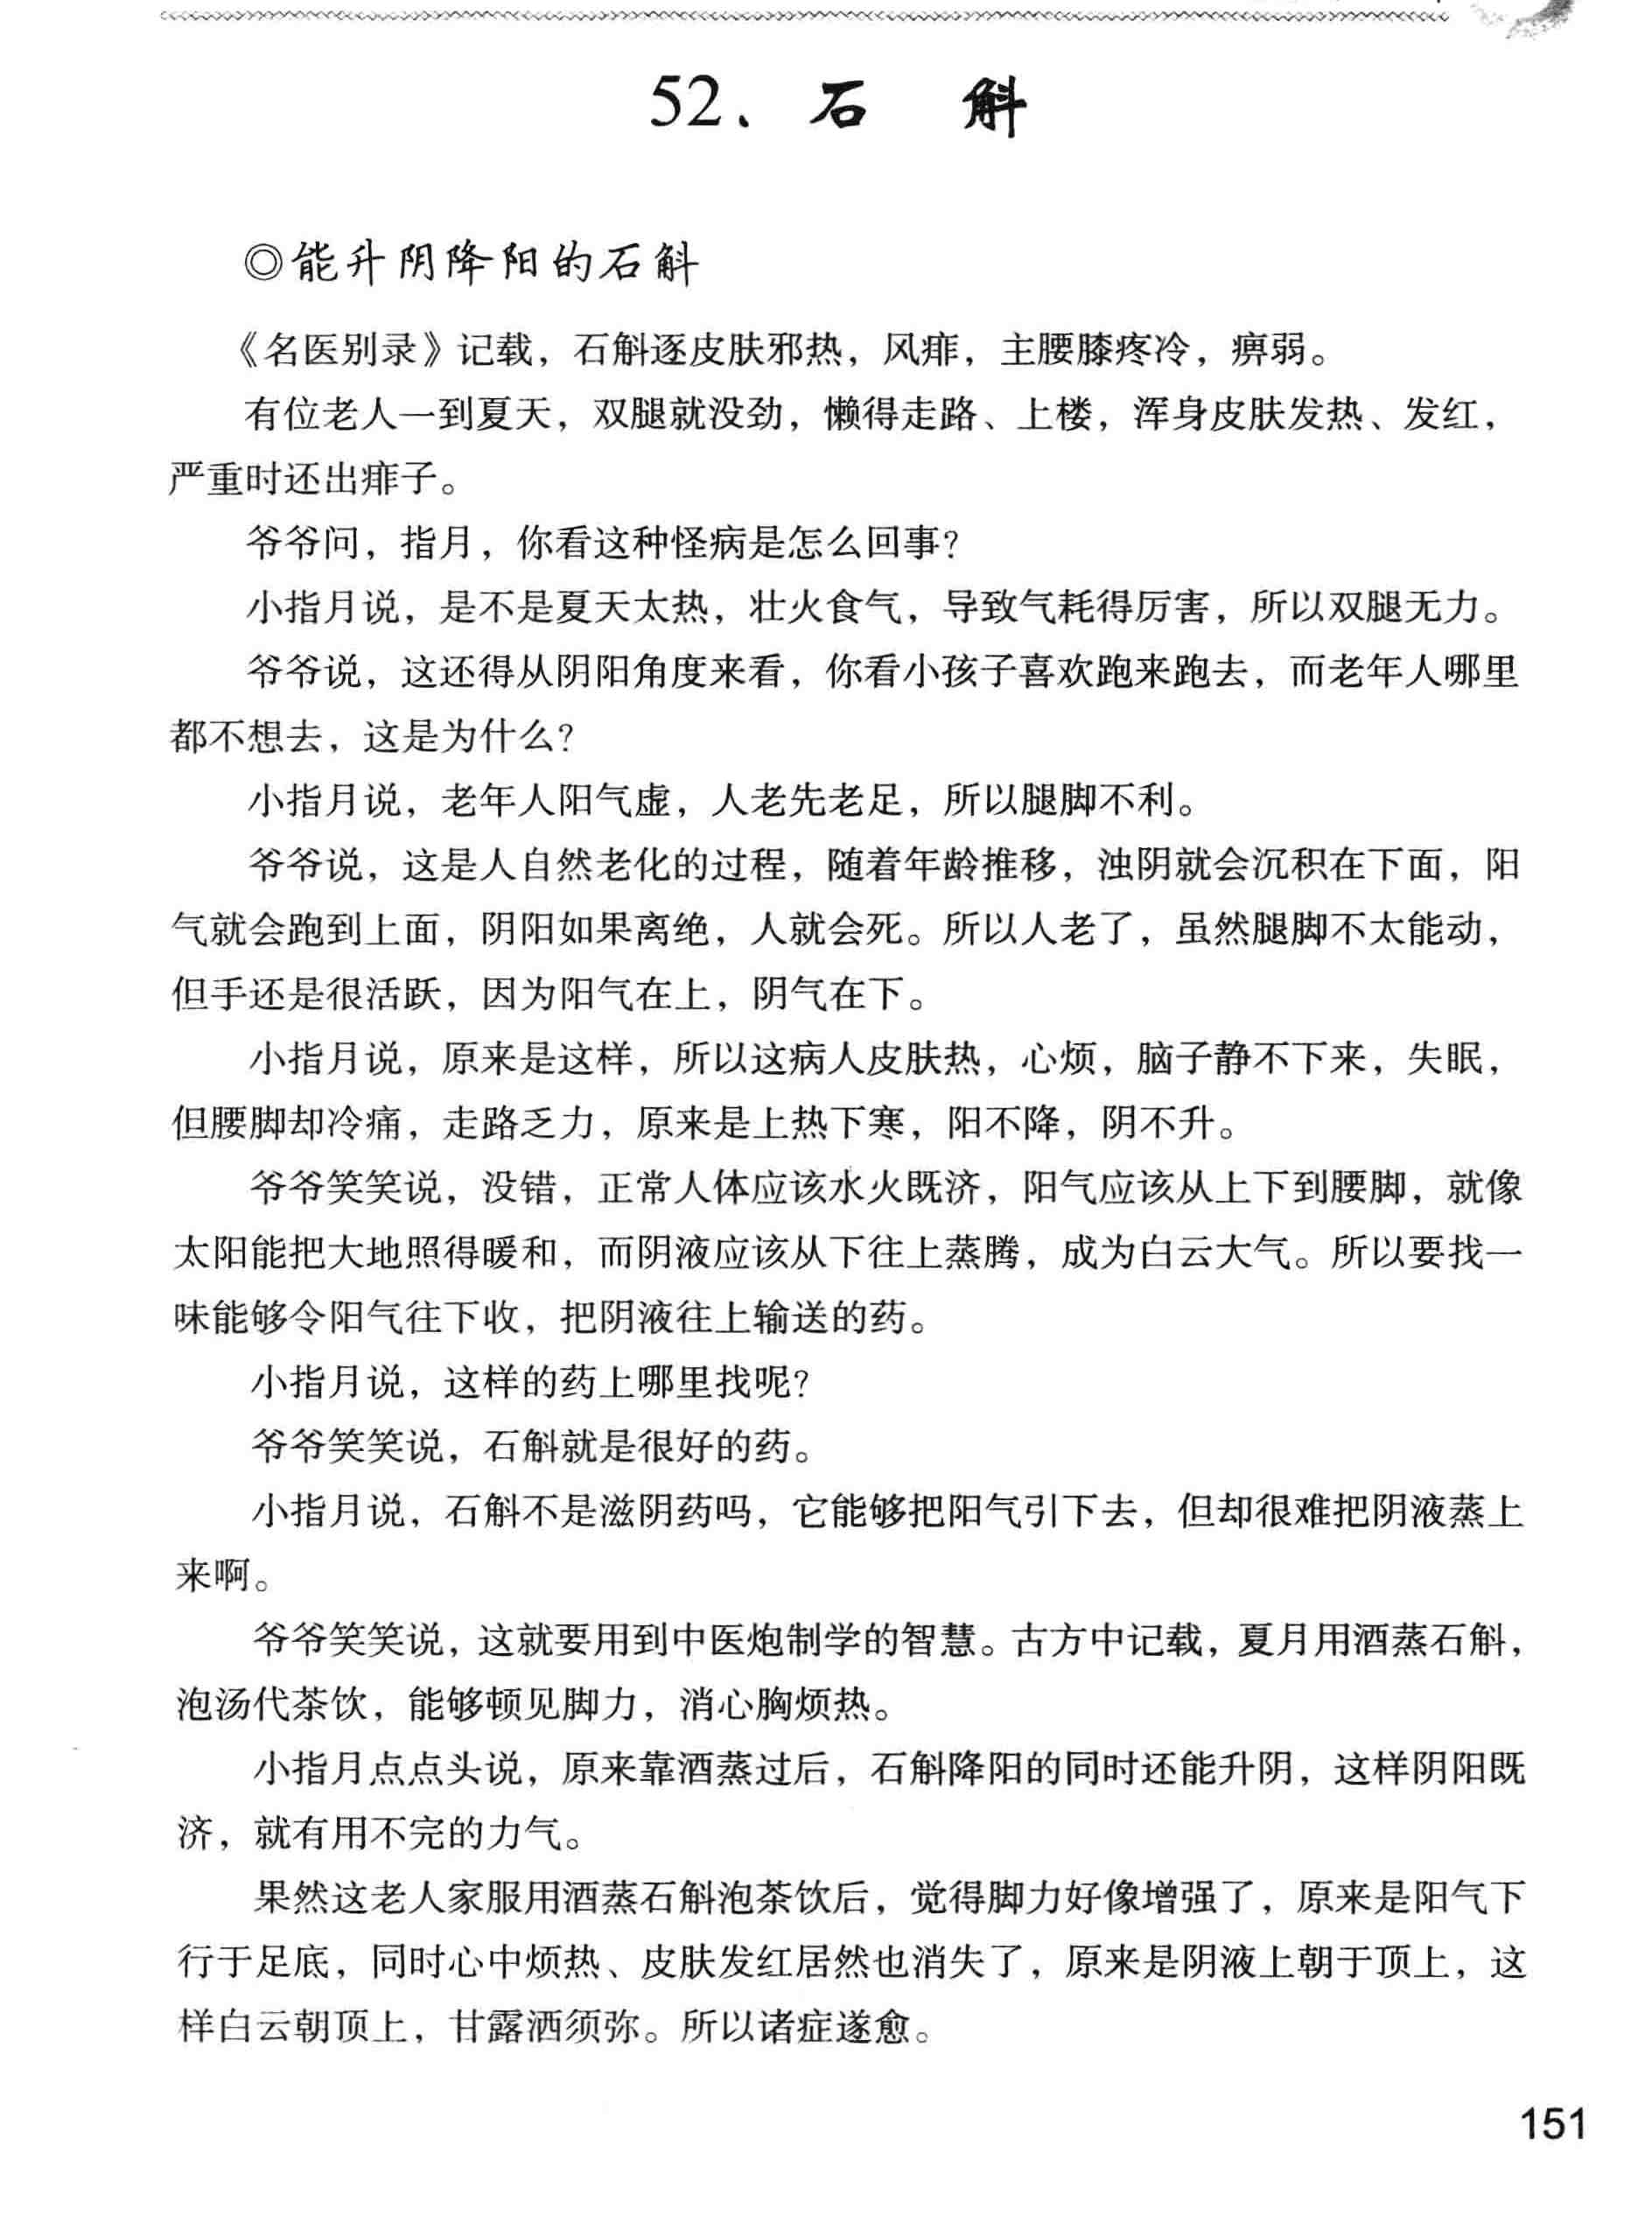 52、石 斛
◎能升阴降阳的石斛
《名医别录》记载，石斛逐皮肤邪热，风痱，主腰膝疼冷，痹弱。
有位老人一到夏天，双腿就没劲，懒得走路、上楼，浑身皮肤发热、发红，
严重时还出痱子。
爷爷问，指月，你看这种怪病是怎么回事？
小指月说，是不是夏天太热，壮火食气，导致气耗得厉害，所以双腿无力。
爷爷说，这还得从阴阳角度来看，你看小孩子喜欢跑来跑去，而老年人哪里
都不想去，这是为什么？
小指月说，老年人阳气虚，人老先老足，所以腿脚不利。
爷爷说，这是人自然老化的过程，随着年龄推移，浊阴就会沉积在下面，阳
气就会跑到上面，阴阳如果离绝，人就会死。所以人老了，虽然腿脚不太能动，
但手还是很活跃，因为阳气在上，阴气在下。
小指月说，原来是这样，所以这病人皮肤热，心烦，脑子静不下来，失眠，
但腰脚却冷痛，走路乏力，原来是上热下寒，阳不降，阴不升。
爷爷笑笑说，没错，正常人体应该水火既济，阳气应该从上下到腰脚，就像
太阳能把大地照得暖和，而阴液应该从下往上蒸腾，成为白云大气。所以要找一
味能够令阳气往下收，把阴液往上输送的药。
小指月说，这样的药上哪里找呢？
爷爷笑笑说，石斛就是很好的药。
小指月说，石斛不是滋阴药吗，它能够把阳气引下去，但却很难把阴液蒸上
来啊。
爷爷笑笑说，这就要用到中医炮制学的智慧。古方中记载，夏月用酒蒸石斛，
泡汤代茶饮，能够顿见脚力，消心胸烦热。
小指月点点头说，原来靠酒蒸过后，石斛降阳的同时还能升阴，这样阴阳既
济，就有用不完的力气。
果然这老人家服用酒蒸石斛泡茶饮后，觉得脚力好像增强了，原来是阳气下
行于足底，同时心中烦热、皮肤发红居然也消失了，原来是阴液上朝于顶上，这
样白云朝顶上，甘露洒须弥。所以诸症遂愈。
151